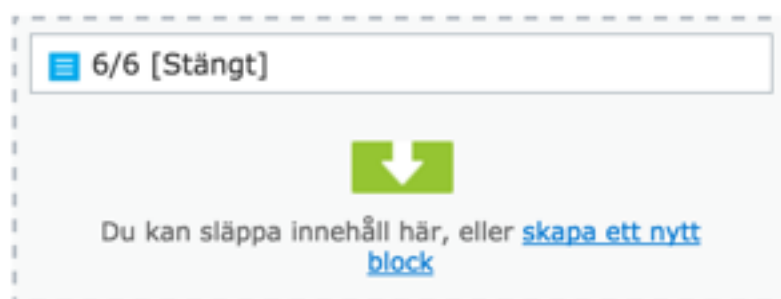 6/6 [Stängt]
Du kan släppa innehåll här, eller skapa ett nytt
block